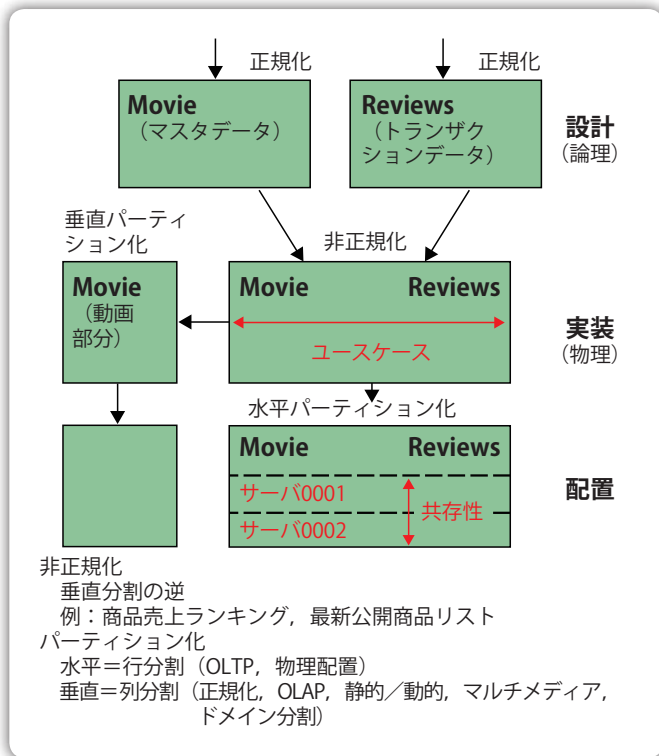 正規化
正規化
Movie
（マスタデータ）
Reviews
（トランザク
ションデータ）
設計
（論理）
垂直パーティ
ション化
非正規化
Movie
（動画
部分）
Movie
Reviews
ユースケース
実装
（物理）
水平パーティション化
Movie
Reviews
サーバ0001
サーバ0002
共存性
配置
非正規化
垂直分割の逆
例：商品売上ランキング，最新公開商品リスト
パーティション化
水平＝行分割（OLTP，物理配置）
垂直＝列分割（正規化，OLAP，静的／動的，マルチメディア，
ドメイン分割）